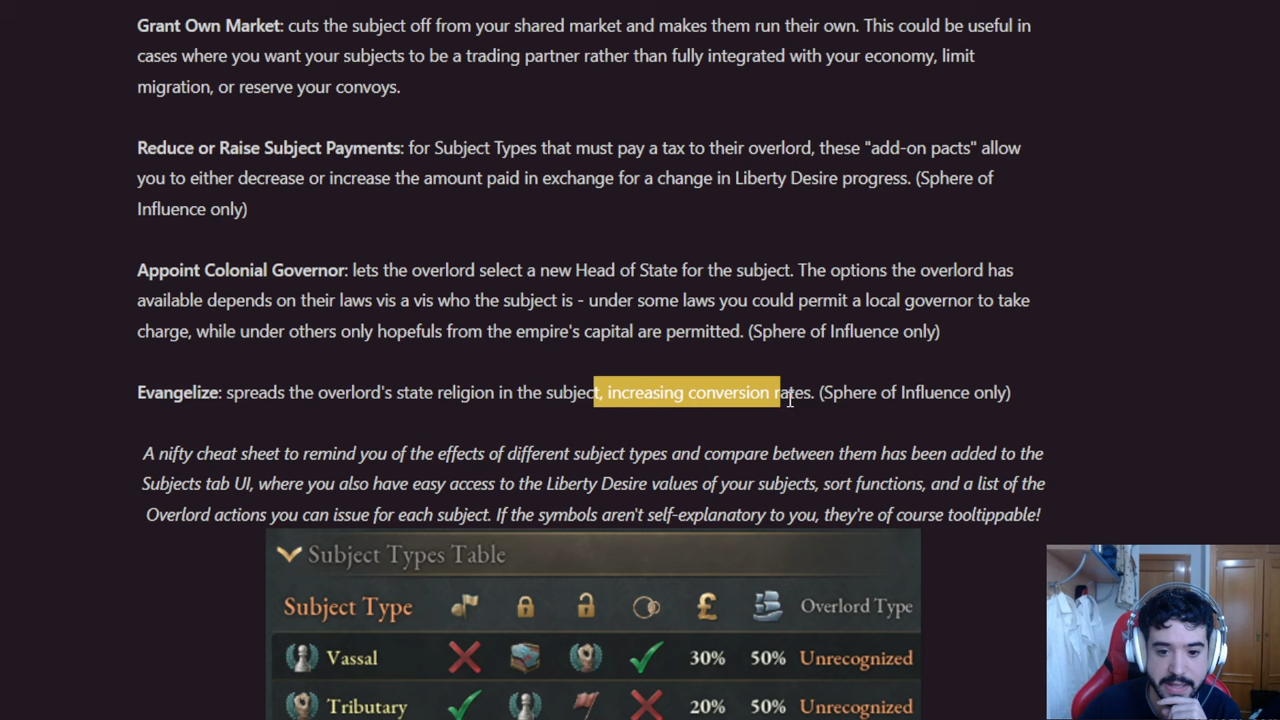 Grant Own Market: cuts the subject off from your shared market and makes them run their own. This could be useful in
cases where you want your subjects to be a trading partner rather than fully integrated with your economy, limit
migration, or reserve your convoys.
Reduce or Raise Subject Payments: for Subject Types that must pay a tax to their overlord, these "add-on pacts" allow
you to either decrease or increase the amount paid in exchange for a change in Liberty Desire progress. (Sphere of
Influence only)
Appoint Colonial Governor: lets the overlord select a new Head of State for the subject. The options the overlord has
available depends on their laws vis a vis who the subject is - under some laws you could permit a local governor to take
charge, while under others only hopefuls from the empire's capital are permitted. (Sphere of Influence only)
Evangelize: spreads the overlord's state religion in the subject, increasing conversion rates. (Sphere of Influence only)
A nifty cheat sheet to remind you of the effects of different subject types and compare between them has been added to the
Subjects tab UI, where you also have easy access to the Liberty Desire values of your subjects, sort functions, and a list of the
Overlord actions you can issue for each subject. If the symbols aren't self-explanatory to you, they're of course tooltippable!
Subject Types Table
Subject Type £ Overlord Type
Vassal 30% 50% Unrecognized
Tributary 20% 50% Unrecognized